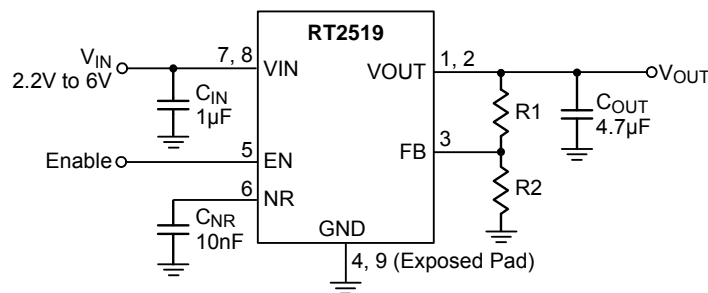 RT2519
VIN
2.2V to 6V
7, 8
VIN
VOUT
1, 2
VOUT
CIN
1µF
R1
COUT
4.7µF
FB
3
Enable
5
EN
R2
6
NR
CNR
10nF
GND
4, 9 (Exposed Pad)